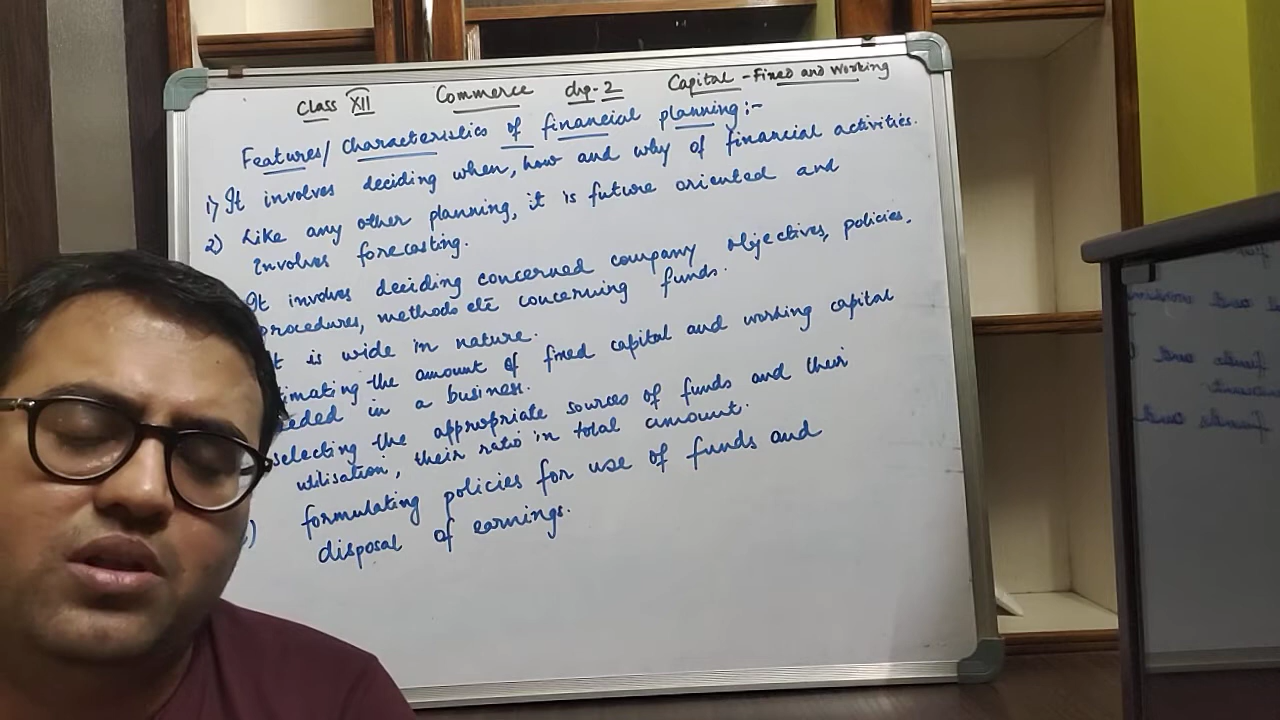 Class XII Commerce chp-2 Capital - Fixed and Working
Features/ Characteristics of financial planning :-
1) It involves deciding when, how and why of financial activities.
2) Like any other planning, it is future oriented and
involves forecasting.
It involves deciding concerned company objectives, policies,
procedures, methods etc concerning funds.
t is wide in nature.
imating the amount of fixed capital and working capital
eded in a business.
selecting the appropriate sources of funds and their
utilisation, their ratio in total amount.
) formulating policies for use of funds and
disposal of earnings.